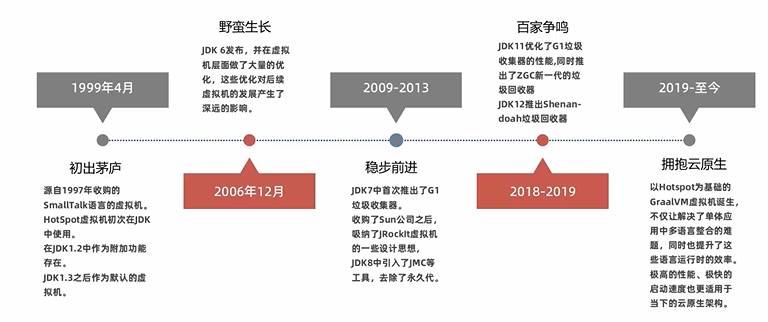 1999年4月
初出茅庐
源自1997年收购的
SmallTalk语言的虚拟机。
HotSpot虚拟机初次在JDK
中使用。
在JDK1.2中作为附加功能
存在。
JDK1.3之后作为默认的虚
拟机。
野蛮生长
JDK 6发布，并在虚拟
机层面做了大量的优
化，这些优化对后续
虚拟机的发展产生了
深远的影响。
2006年12月
2009-2013
稳步前进
JDK7中首次推出了G1
垃圾收集器。
收购了Sun公司之后，
吸纳了JRockIt虚拟机
的一些设计思想，
JDK8中引入了JMC等
工具，去除了永久代。
百家争鸣
JDK11优化了G1垃圾
收集器的性能,同时推
出了ZGC新一代的垃
圾回收器
JDK12推出Shenan-
doah垃圾回收器
2018-2019
2019-至今
拥抱云原生
以Hotspot为基础的
GraalVM虚拟机诞生，
不仅让解决了单体应
用中多语言整合的难
题，同时也提升了这
些语言运行时的效率。
极高的性能、极快的
启动速度也更适用于
当下的云原生架构。